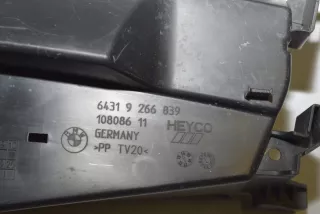 6431 9 266 839
108086 11
GERMANY
>PP TV20<
HEYCO